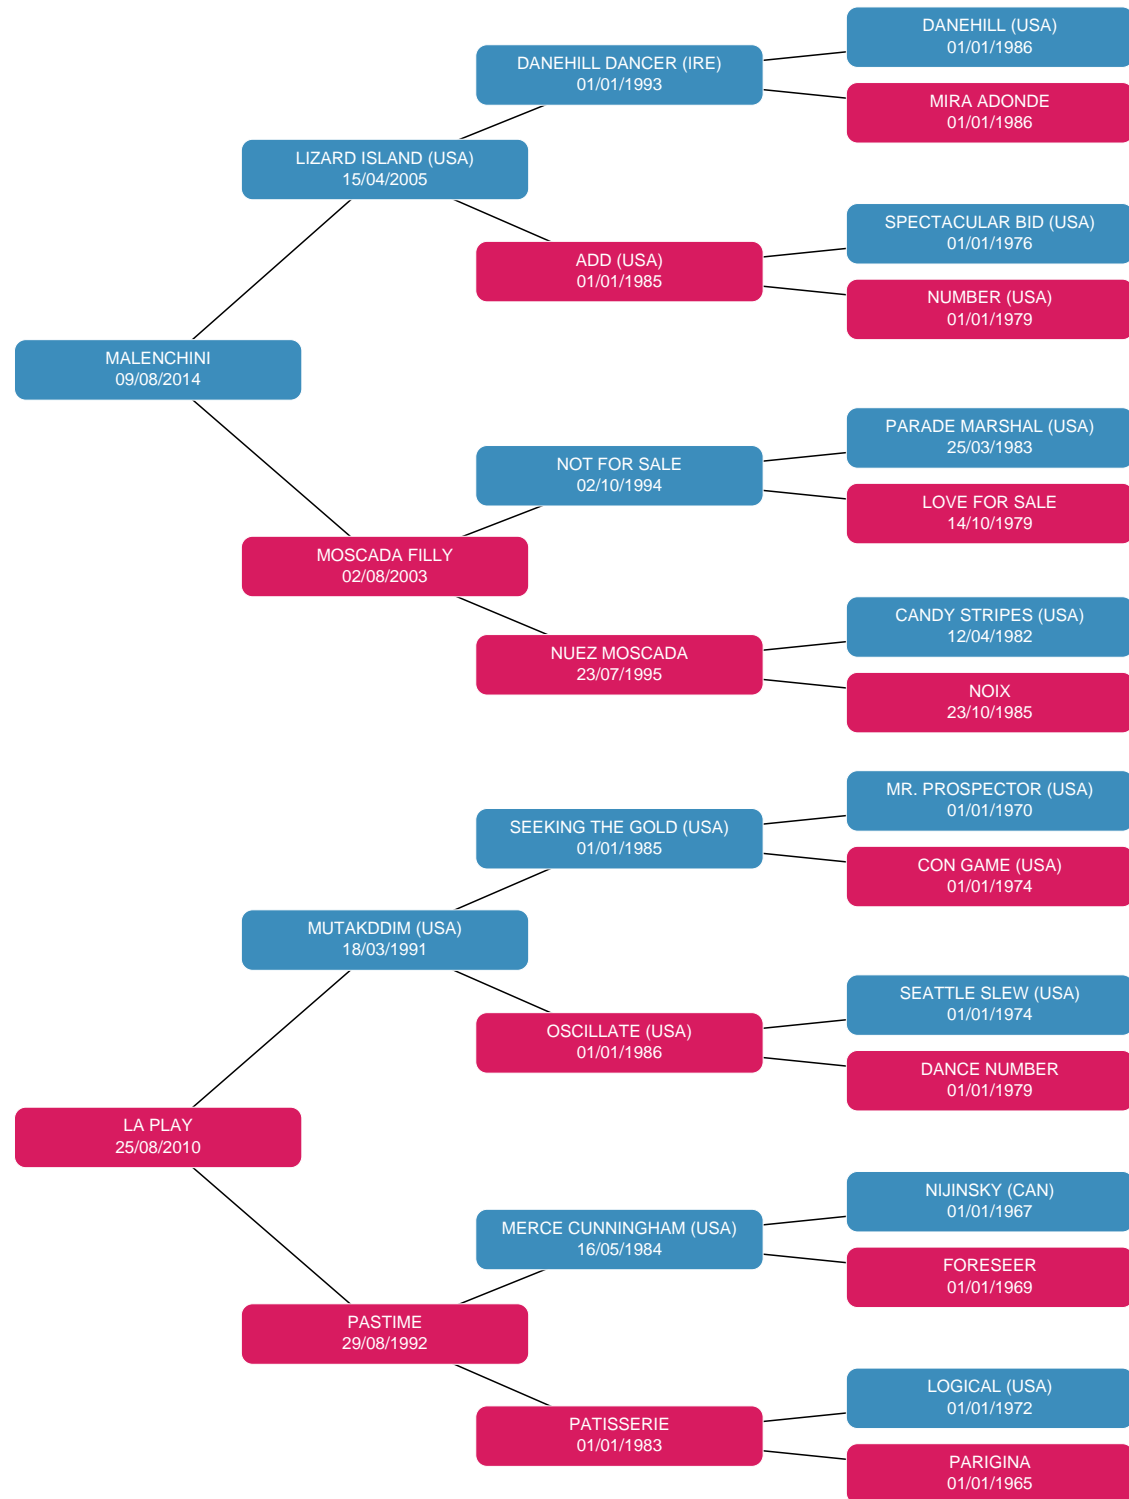 DANEHILL (USA)
01/01/1986
DANEHILL DANCER (IRE)
01/01/1993
MIRA ADONDE
01/01/1986
LIZARD ISLAND (USA)
15/04/2005
SPECTACULAR BID (USA)
01/01/1976
ADD (USA)
01/01/1985
NUMBER (USA)
01/01/1979
MALENCHINI
09/08/2014
PARADE MARSHAL (USA)
25/03/1983
NOT FOR SALE
02/10/1994
LOVE FOR SALE
14/10/1979
MOSCADA FILLY
02/08/2003
CANDY STRIPES (USA)
12/04/1982
NUEZ MOSCADA
23/07/1995
NOIX
23/10/1985
MR. PROSPECTOR (USA)
01/01/1970
SEEKING THE GOLD (USA)
01/01/1985
CON GAME (USA)
01/01/1974
MUTAKDDIM (USA)
18/03/1991
SEATTLE SLEW (USA)
01/01/1974
OSCILLATE (USA)
01/01/1986
DANCE NUMBER
01/01/1979
LA PLAY
25/08/2010
NIJINSKY (CAN)
01/01/1967
MERCE CUNNINGHAM (USA)
16/05/1984
FORESEER
01/01/1969
PASTIME
29/08/1992
LOGICAL (USA)
01/01/1972
PATISSERIE
01/01/1983
PARIGINA
01/01/1965